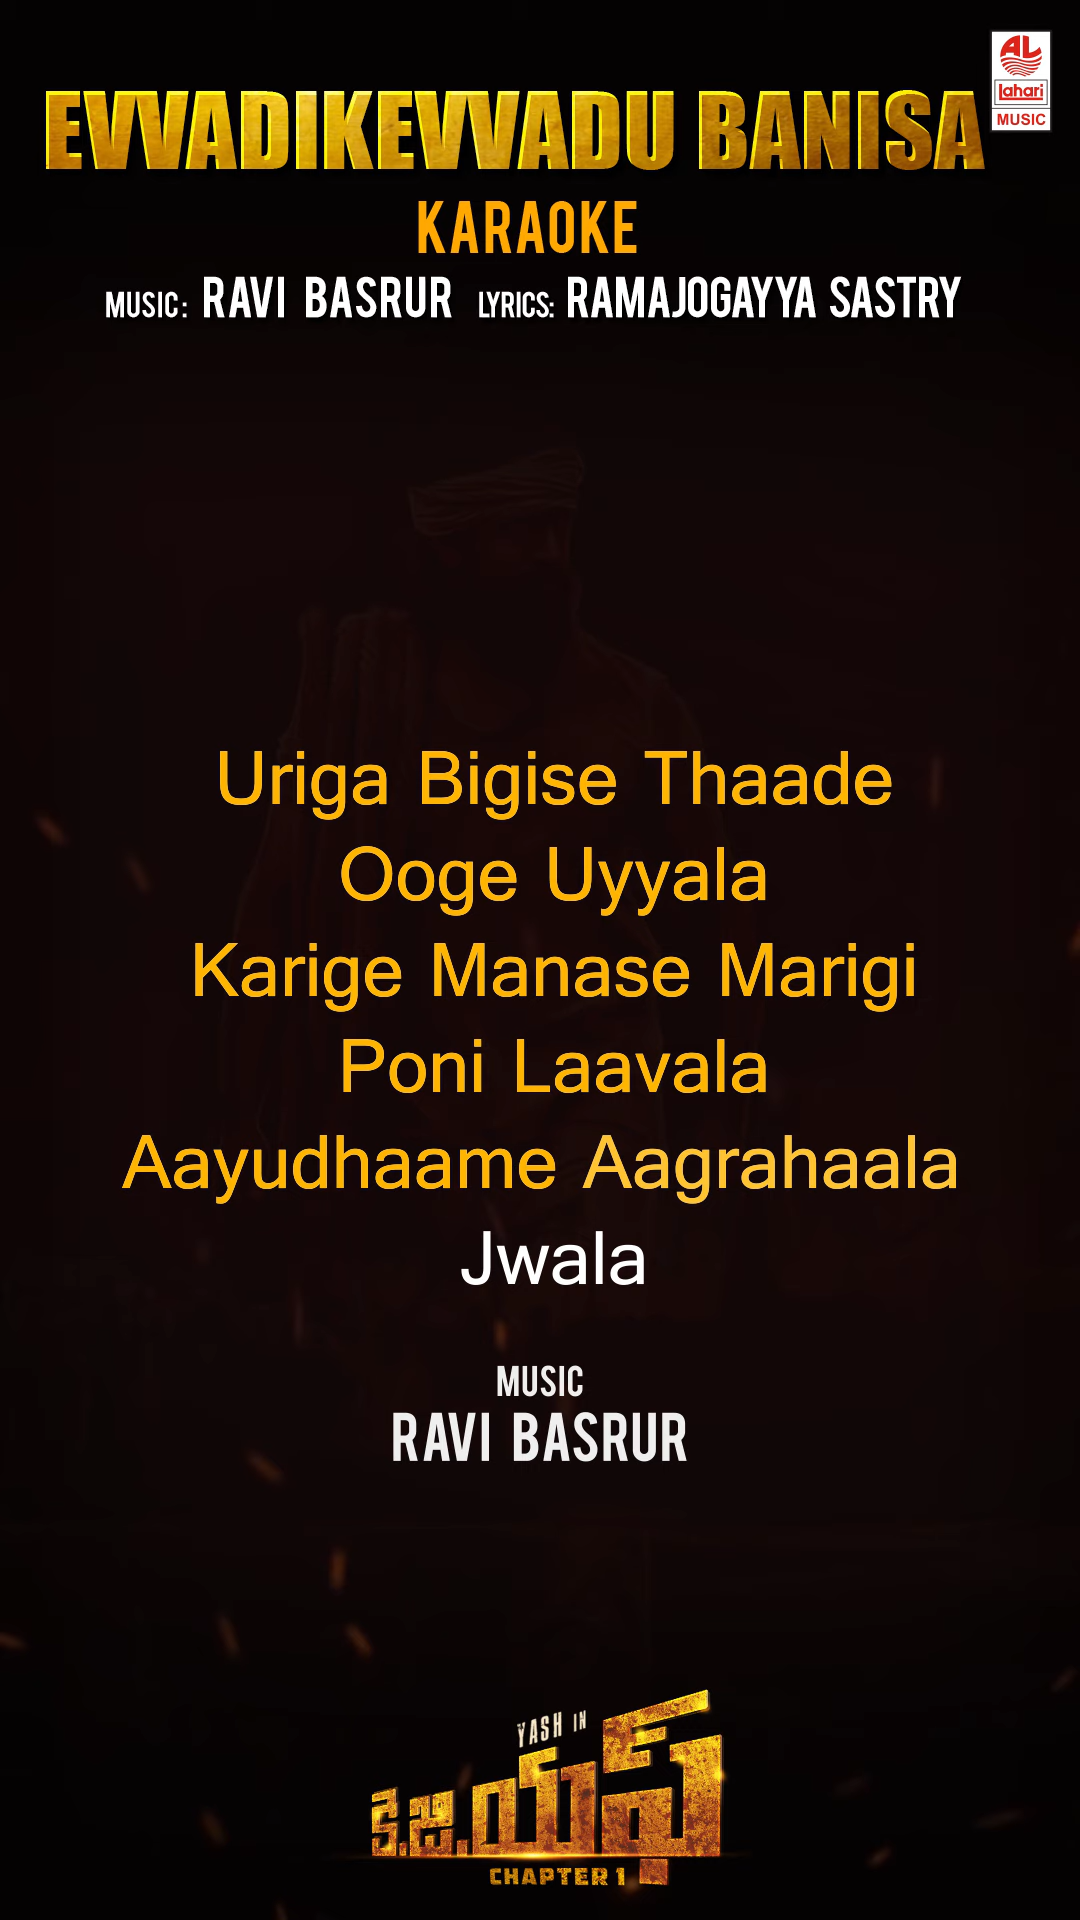 AL
lahari
MUSIC
EVVADIKEVVADU BANISA
KARAOKE
MUSIC: RAVI BASRUR LYRICS: RAMAJOGAYYA SASTRY
Uriga Bigise Thaade
Ooge Uyyala
Karige Manase Marigi
Poni Laavala
Aayudhaame Aagrahaala
Jwala
MUSIC
RAVI BASRUR
YASH IN
కె.జి.యఫ్
CHAPTER 1